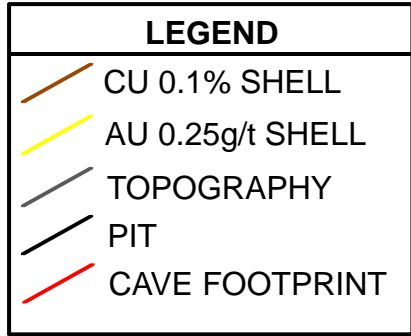 LEGEND
CU 0.1% SHELL
AU 0.25g/t SHELL
TOPOGRAPHY
PIT
CAVE FOOTPRINT